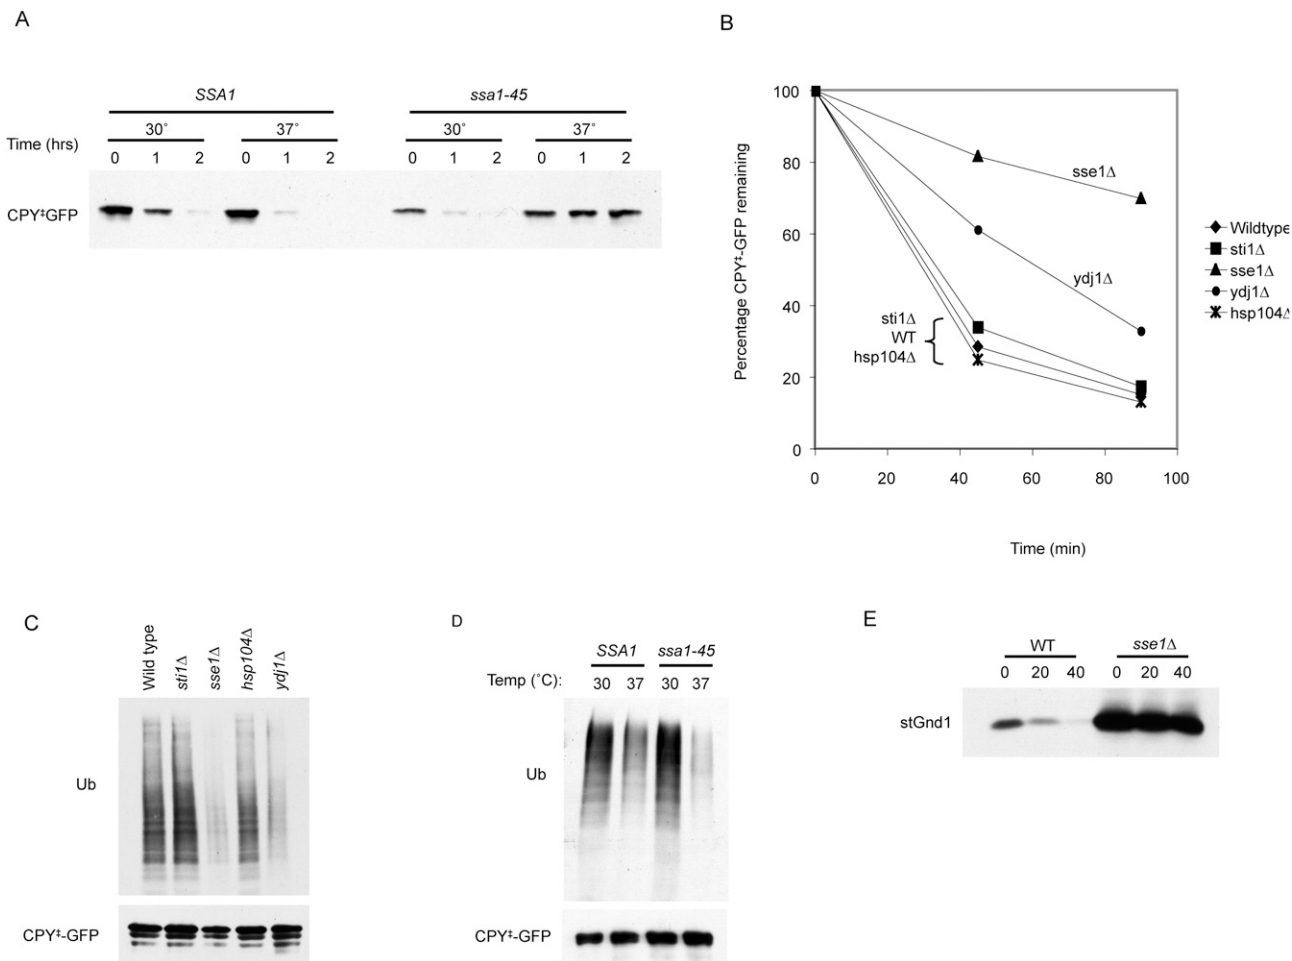 A
SSA1 ssa1-45
30° 37° 30° 37°
Time (hrs)
0 1 2 0 1 2 0 1 2 0 1 2
CPY‡GFP
B
Percentage CPY‡-GFP remaining
100
80
60
40
20
0
0 20 40 60 80 100
Time (min)
sse1Δ
ydj1Δ
sti1Δ
WT
hsp104Δ
Wildtype
sti1Δ
sse1Δ
ydj1Δ
hsp104Δ
C
Wild type
sti1Δ
sse1Δ
hsp104Δ
ydj1Δ
Ub
CPY‡-GFP
D
SSA1 ssa1-45
Temp (°C): 30 37 30 37
Ub
CPY‡-GFP
E
WT sse1Δ
0 20 40 0 20 40
stGnd1